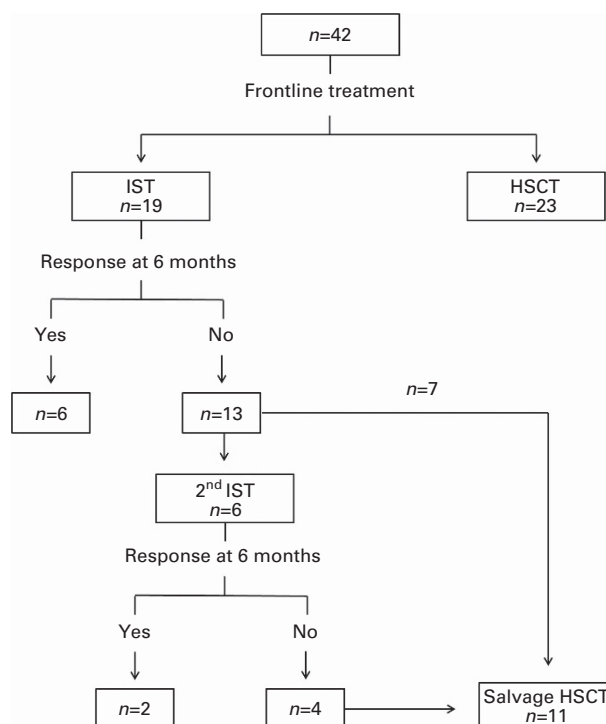 n=42
Frontline treatment
IST
n=19
HSCT
n=23
Response at 6 months
Yes
No
n=6
n=13
n=7
2nd IST
n=6
Response at 6 months
Yes
No
n=2
n=4
Salvage HSCT
n=11